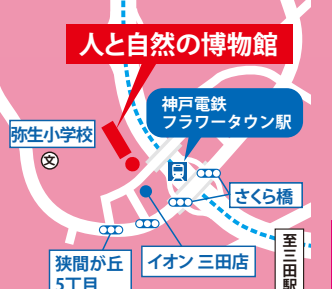 人と自然の博物館
神戸電鉄
フラワータウン駅
弥生小学校
文
さくら橋
狭間が丘
5丁目
イオン 三田店
至三田駅